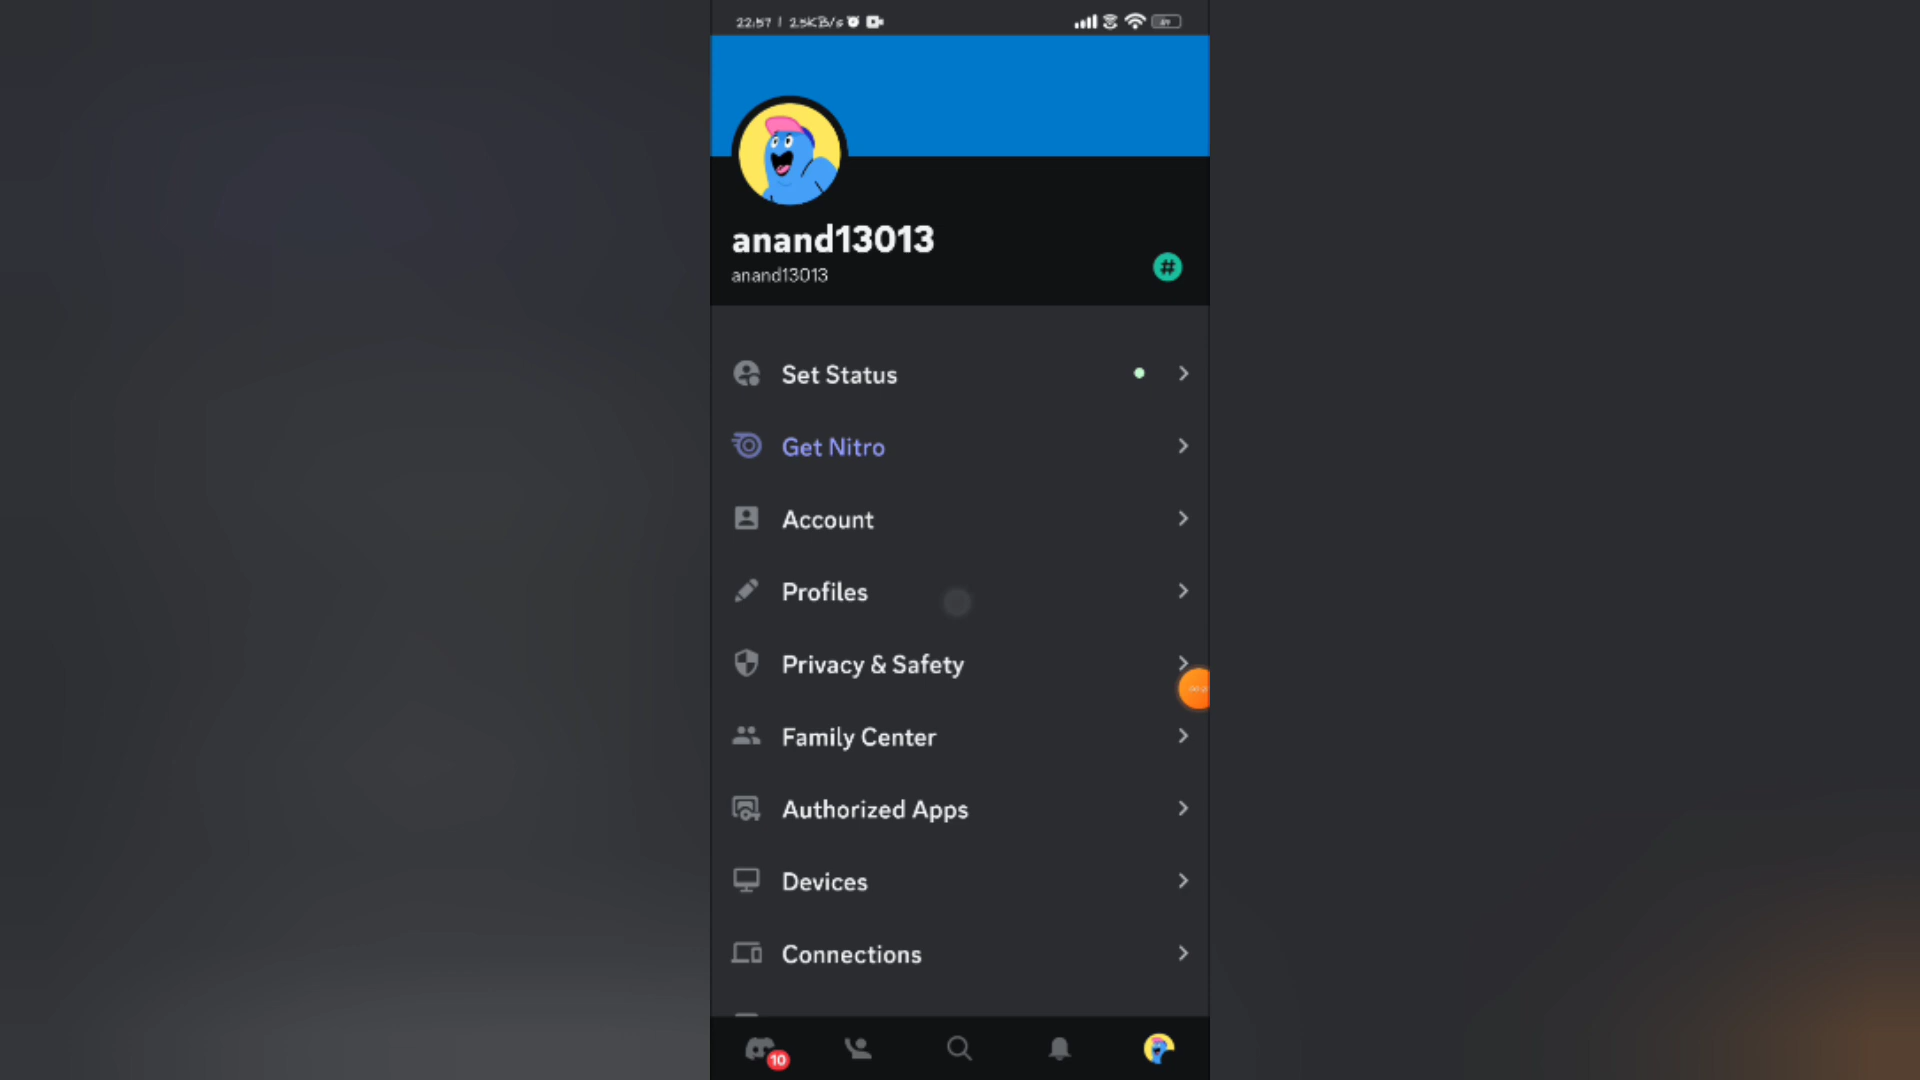 22:57 | 2.5KB/s
anand13013
anand13013
#
Set Status
Get Nitro
Account
Profiles
Privacy & Safety
Family Center
Authorized Apps
Devices
Connections
10